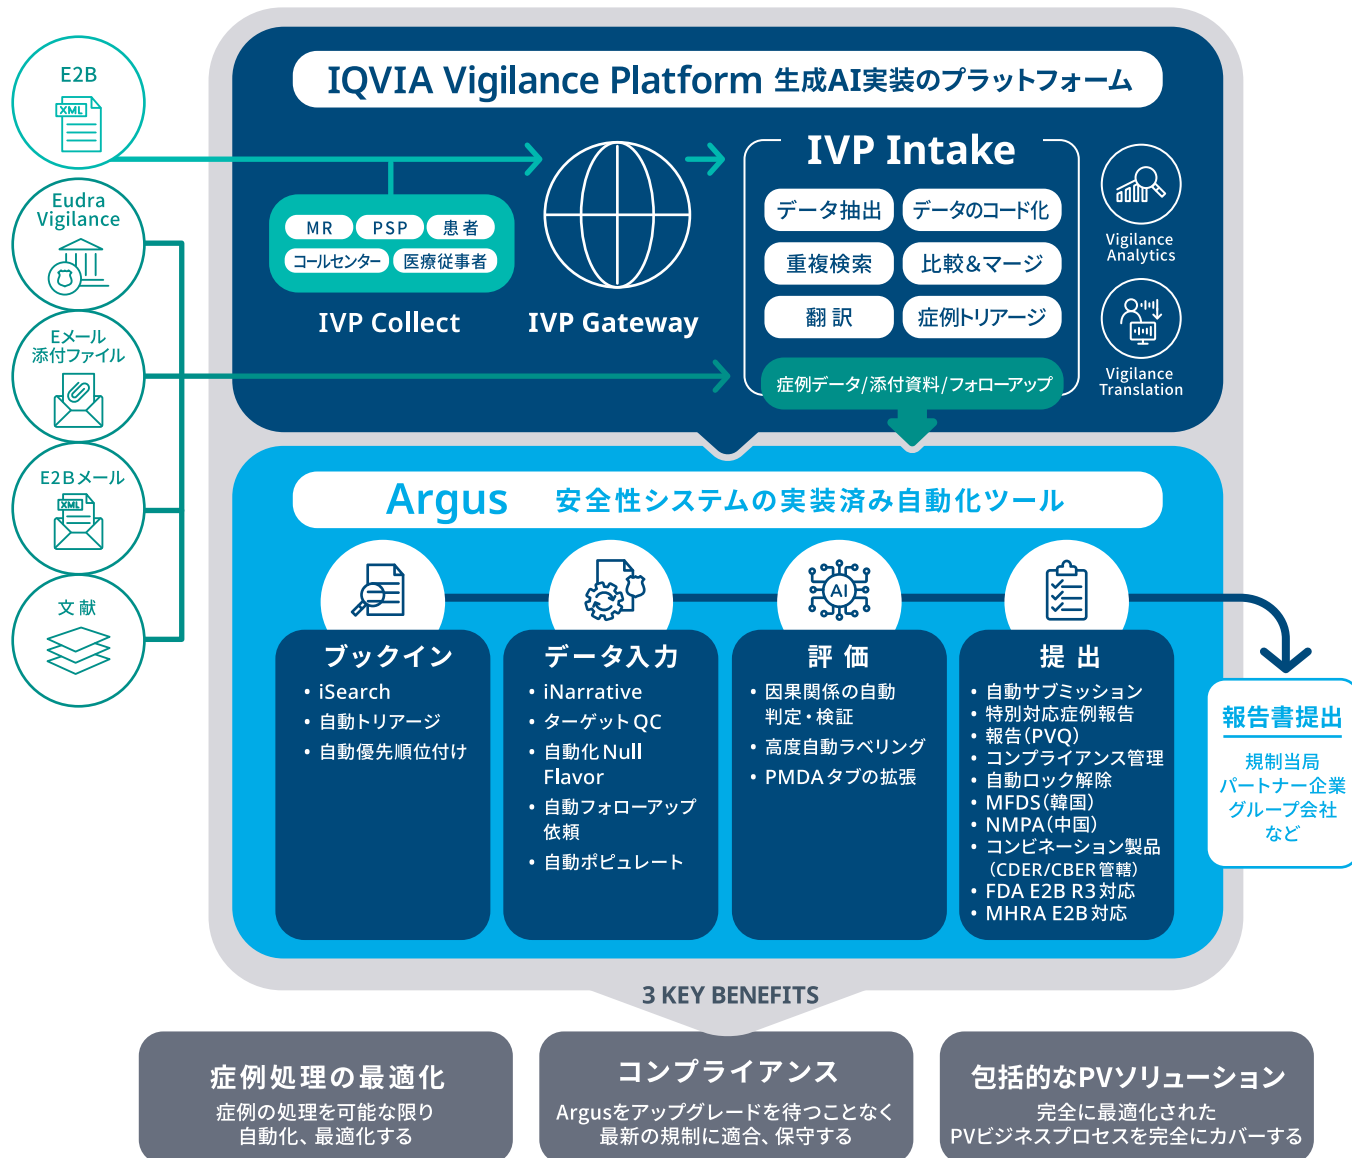 IQVIA Vigilance Platform 生成AI実装のプラットフォーム
E2B
XML
Eudra
Vigilance
Eメール
添付ファイル
E2Bメール
XML
文献
MR
PSP
患者
コールセンター
医療従事者
IVP Collect
IVP Gateway
IVP Intake
データ抽出
データのコード化
重複検索
比較&マージ
翻訳
症例トリアージ
症例データ/添付資料/フォローアップ
Vigilance
Analytics
Vigilance
Translation
Argus 安全性システムの実装済み自動化ツール
AI
ブックイン
• iSearch
• 自動トリアージ
• 自動優先順位付け
データ入力
• iNarrative
• ターゲット QC
• 自動化 Null
Flavor
• 自動フォローアップ
依頼
• 自動ポピュレート
評価
• 因果関係の自動
判定・検証
• 高度自動ラベリング
• PMDA タブの拡張
提出
• 自動サブミッション
• 特別対応症例報告
• 報告(PVQ)
• コンプライアンス管理
• 自動ロック解除
• MFDS(韓国)
• NMPA(中国)
• コンビネーション製品
(CDER/CBER 管轄)
• FDA E2B R3 対応
• MHRA E2B 対応
報告書提出
規制当局
パートナー企業
グループ会社
など
3 KEY BENEFITS
症例処理の最適化
症例の処理を可能な限り
自動化、最適化する
コンプライアンス
Argusをアップグレードを待つことなく
最新の規制に適合、保守する
包括的なPVソリューション
完全に最適化された
PVビジネスプロセスを完全にカバーする